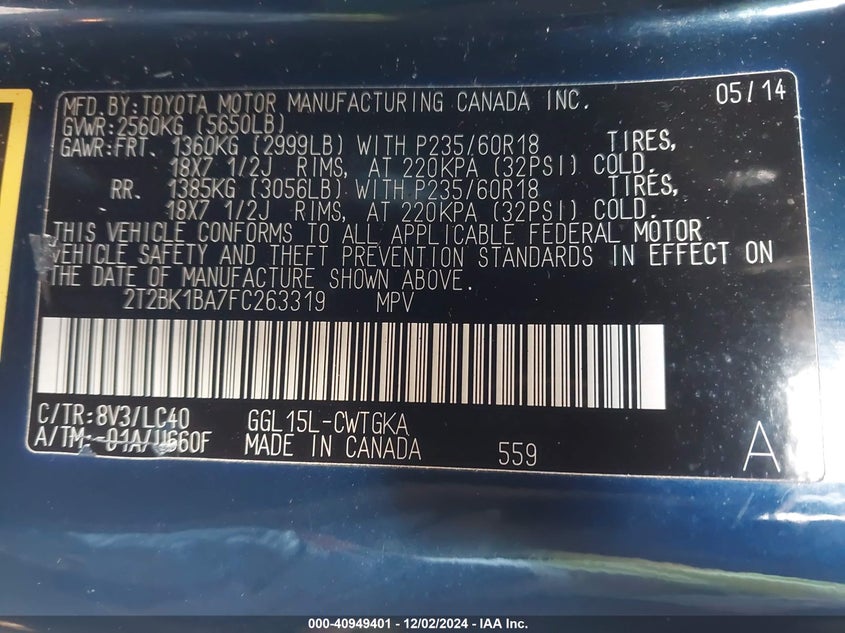 MFD. BY: TOYOTA MOTOR MANUFACTURING CANADA INC. 05/14
GVWR: 2560KG (5650LB)
GAWR: FRT. 1360KG (2999LB) WITH P235/60R18 TIRES,
18X7 1/2J RIMS, AT 220KPA (32PSI) COLD.
RR. 1385KG (3056LB) WITH P235/60R18 TIRES,
18X7 1/2J RIMS, AT 220KPA (32PSI) COLD.
THIS VEHICLE CONFORMS TO ALL APPLICABLE FEDERAL MOTOR
VEHICLE SAFETY AND THEFT PREVENTION STANDARDS IN EFFECT ON
THE DATE OF MANUFACTURE SHOWN ABOVE.
2T2BK1BA7FC263319 MPV
C/TR: 8V3/LC40 GGL15L-CWTGKA
A/TM: -01A/U660F MADE IN CANADA 559 A
000-40949401 - 12/02/2024 - IAA Inc.